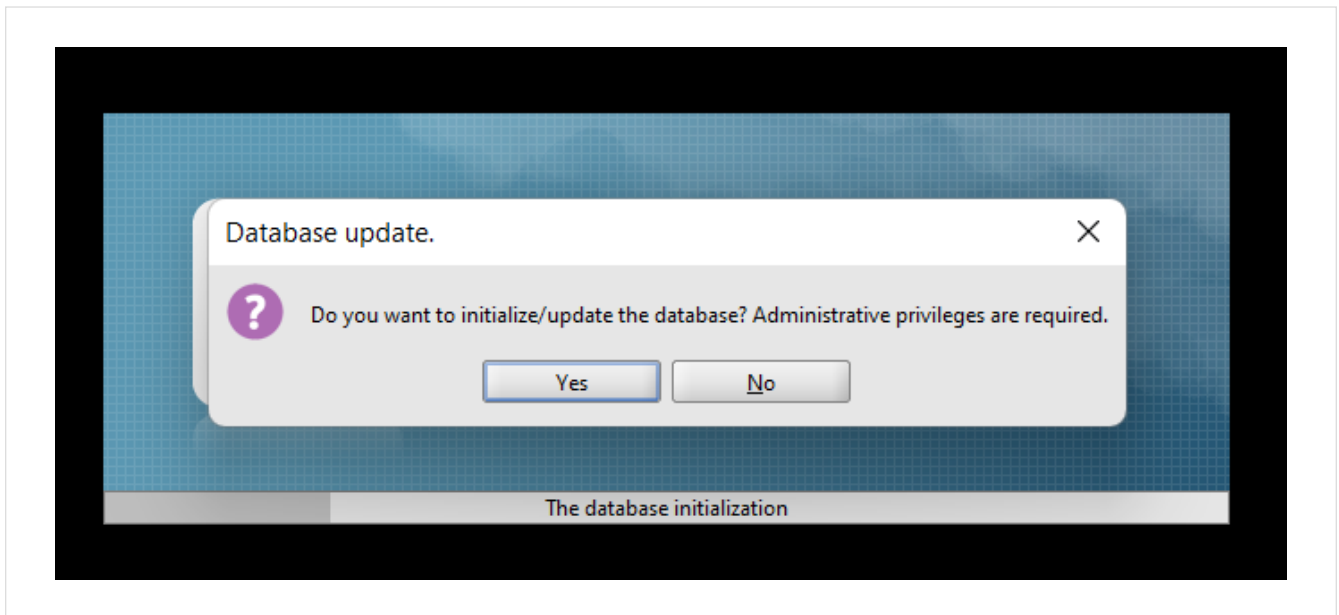 Database update.
?
Do you want to initialize/update the database? Administrative privileges are required.
Yes
No
The database initialization